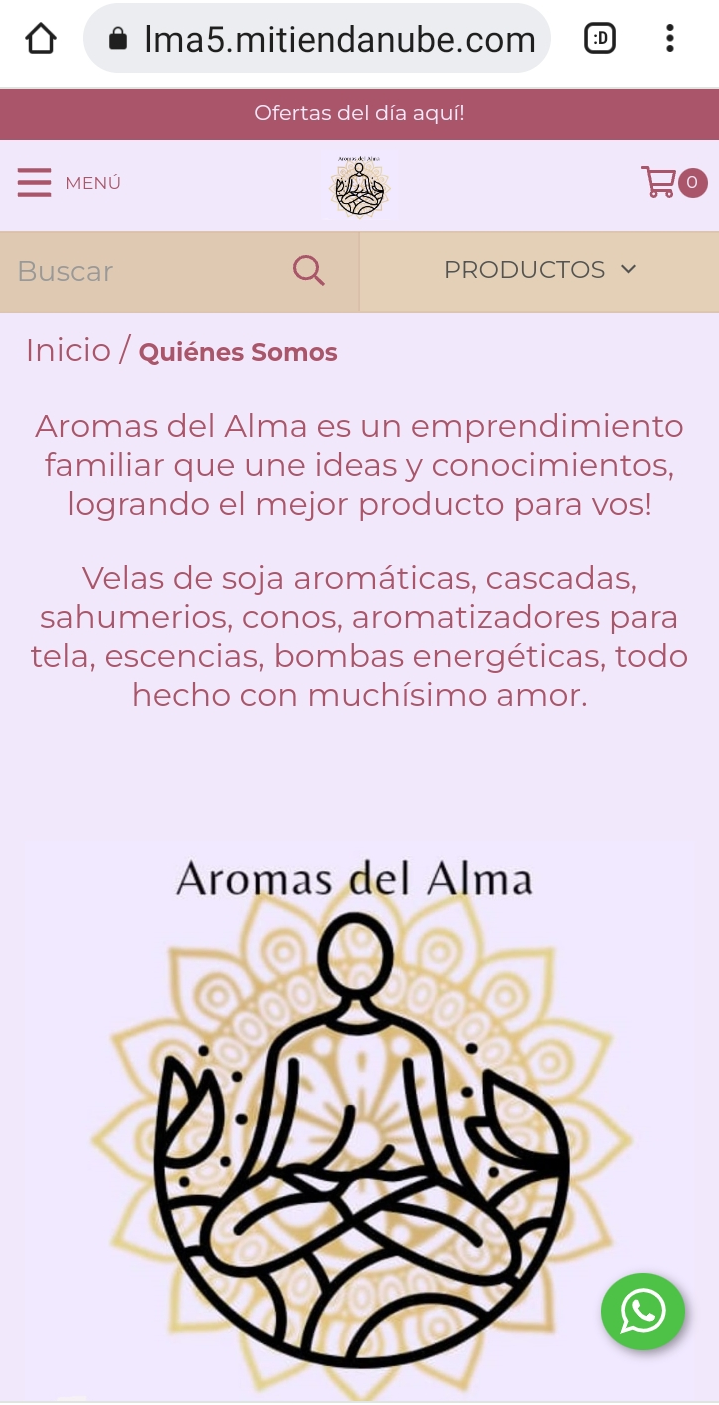 lma5.mitiendanube.com
:D
Ofertas del día aquí!
MENÚ
Aromas del Alma
0
Buscar
PRODUCTOS
Inicio / Quiénes Somos
Aromas del Alma es un emprendimiento
familiar que une ideas y conocimientos,
logrando el mejor producto para vos!
Velas de soja aromáticas, cascadas,
sahumerios, conos, aromatizadores para
tela, escencias, bombas energéticas, todo
hecho con muchísimo amor.
Aromas del Alma